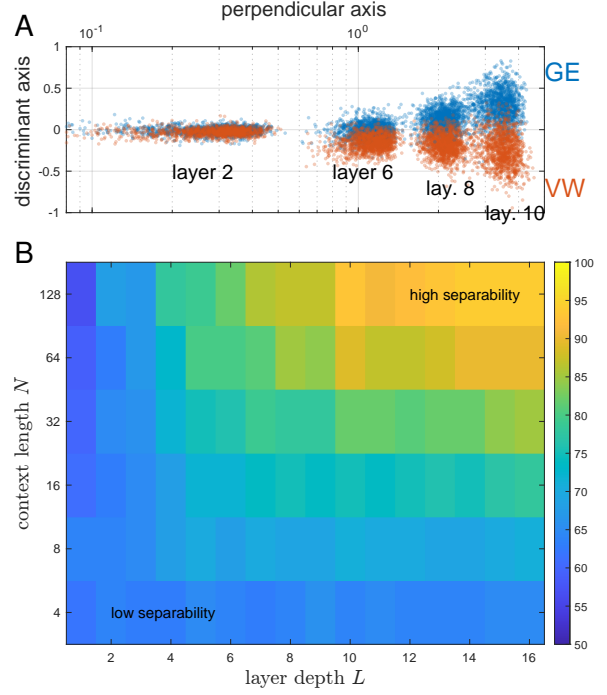 perpendicular axis
A
10⁻¹ 10⁰
discriminant axis
1
0.5
0
-0.5
-1
GE
VW
layer 2
layer 6
lay. 8
lay. 10
B
context length N
128
64
32
16
8
4
high separability
low separability
2 4 6 8 10 12 14 16
layer depth L
100
95
90
85
80
75
70
65
60
55
50